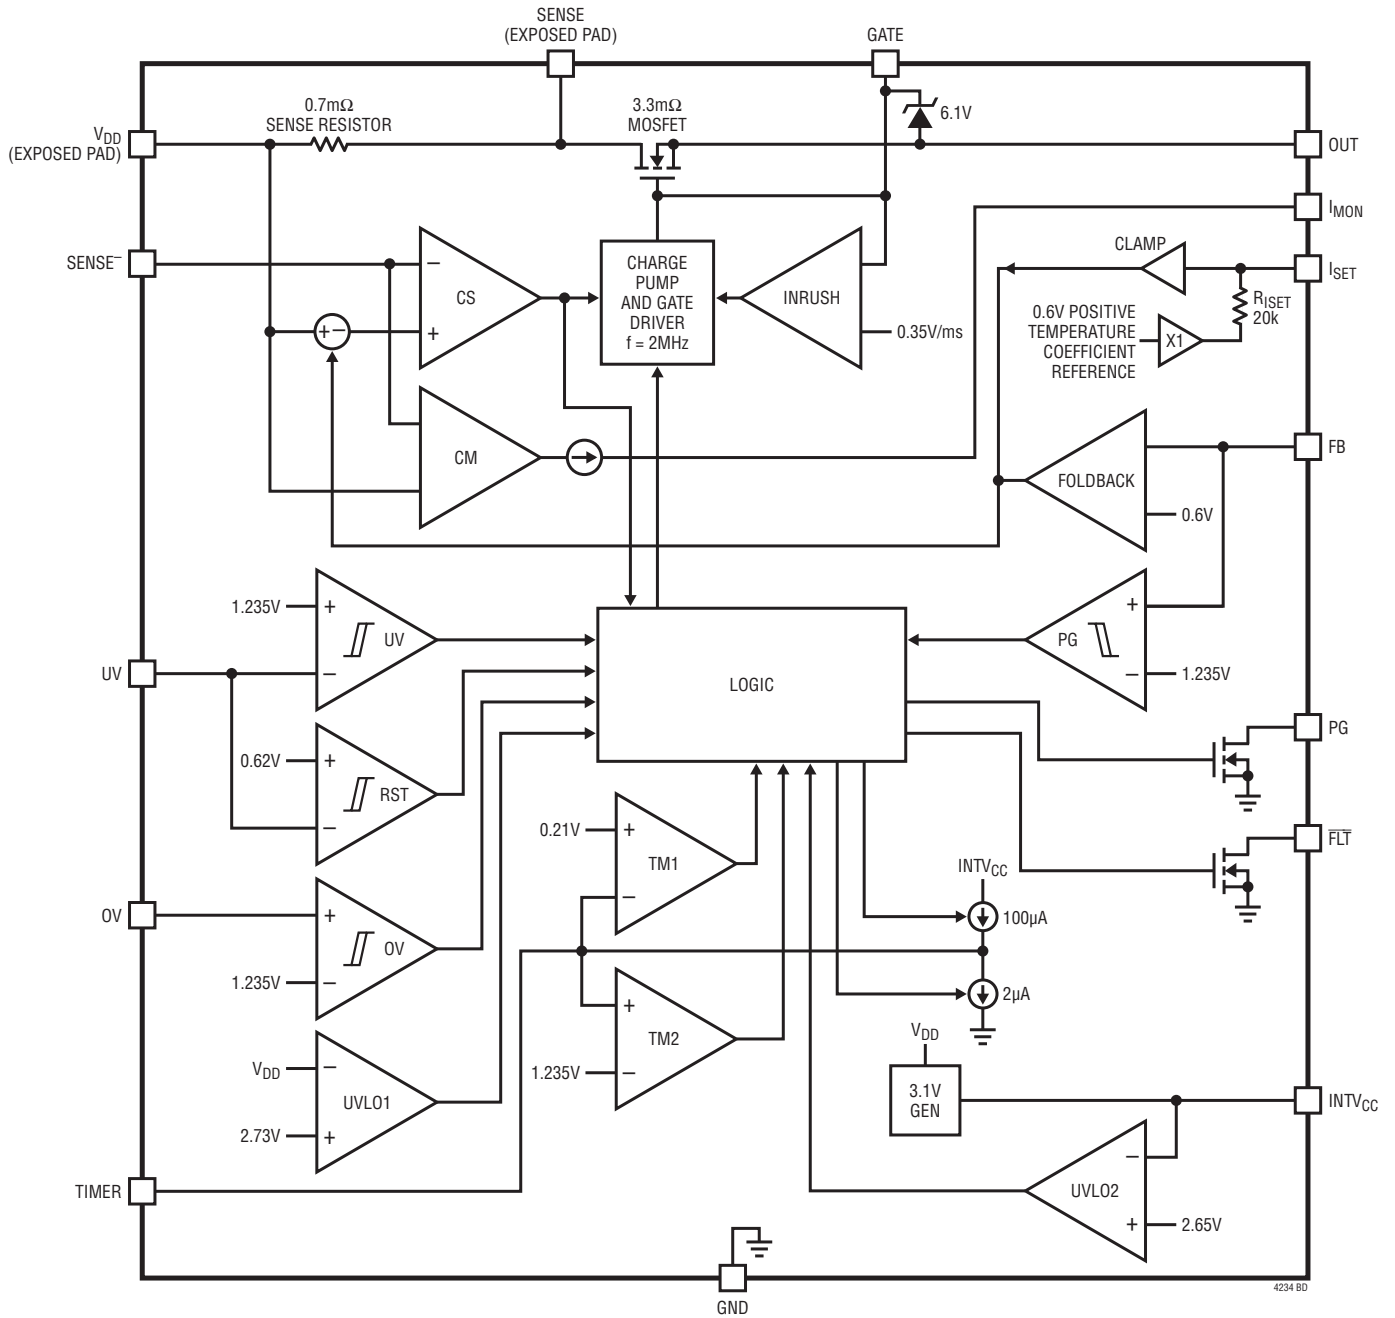 SENSE
(EXPOSED PAD)
GATE
0.7mΩ
SENSE RESISTOR
3.3mΩ
MOSFET
6.1V
VDD
(EXPOSED PAD)
OUT
IMON
SENSE–
CLAMP
ISET
–
CS
+
+–
CHARGE
PUMP
AND GATE
DRIVER
f = 2MHz
INRUSH
0.35V/ms
RISET
20k
0.6V POSITIVE
TEMPERATURE
COEFFICIENT
REFERENCE
X1
CM
FOLDBACK
FB
0.6V
1.235V
+
UV
–
UV
LOGIC
+
PG
–
1.235V
0.62V
+
RST
–
PG
0.21V
+
TM1
–
FLT
INTVCC
100µA
OV
+
OV
1.235V
–
2µA
+
TM2
1.235V
–
VDD
3.1V
GEN
VDD
–
UVLO1
2.73V
+
INTVCC
–
UVLO2
+
2.65V
TIMER
GND
4234 BD